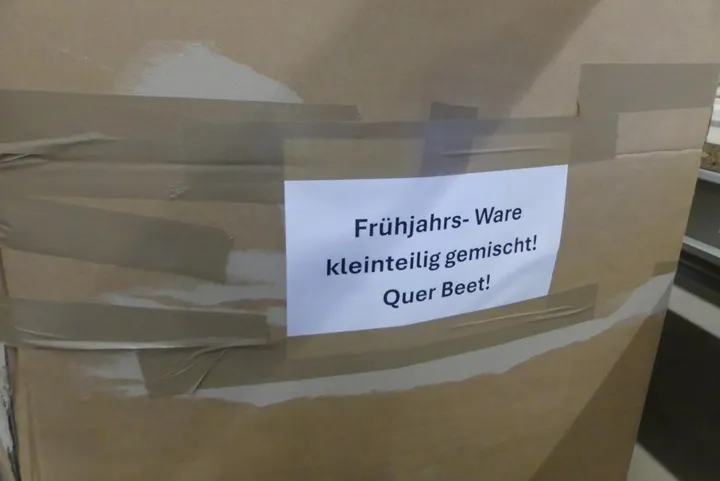 Frühjahrs- Ware
kleinteilig gemischt!
Quer Beet!